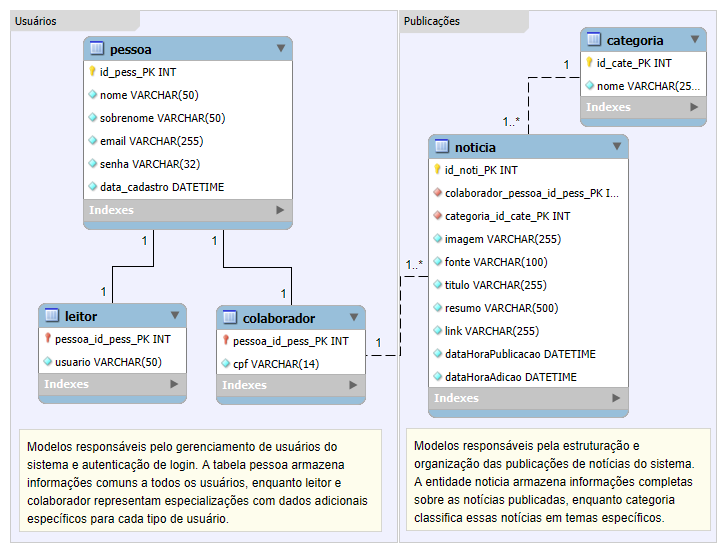 Usuários
pessoa
id_pess_PK INT
nome VARCHAR(50)
sobrenome VARCHAR(50)
email VARCHAR(255)
senha VARCHAR(32)
data_cadastro DATETIME
Indexes
1
1
1
1
leitor
pessoa_id_pess_PK INT
usuario VARCHAR(50)
Indexes
colaborador
pessoa_id_pess_PK INT
cpf VARCHAR(14)
Indexes
1
1..*
Modelos responsáveis pelo gerenciamento de usuários do
sistema e autenticação de login. A tabela pessoa armazena
informações comuns a todos os usuários, enquanto leitor e
colaborador representam especializações com dados adicionais
específicos para cada tipo de usuário.
Publicações
categoria
id_cate_PK INT
nome VARCHAR(25...
Indexes
1
1..*
noticia
id_noti_PK INT
colaborador_pessoa_id_pess_PK I...
categoria_id_cate_PK INT
imagem VARCHAR(255)
fonte VARCHAR(100)
titulo VARCHAR(255)
resumo VARCHAR(500)
link VARCHAR(255)
dataHoraPublicacao DATETIME
dataHoraAdicao DATETIME
Indexes
Modelos responsáveis pela estruturação e
organização das publicações de notícias do sistema.
A entidade noticia armazena informações completas
sobre as notícias publicadas, enquanto categoria
classifica essas notícias em temas específicos.